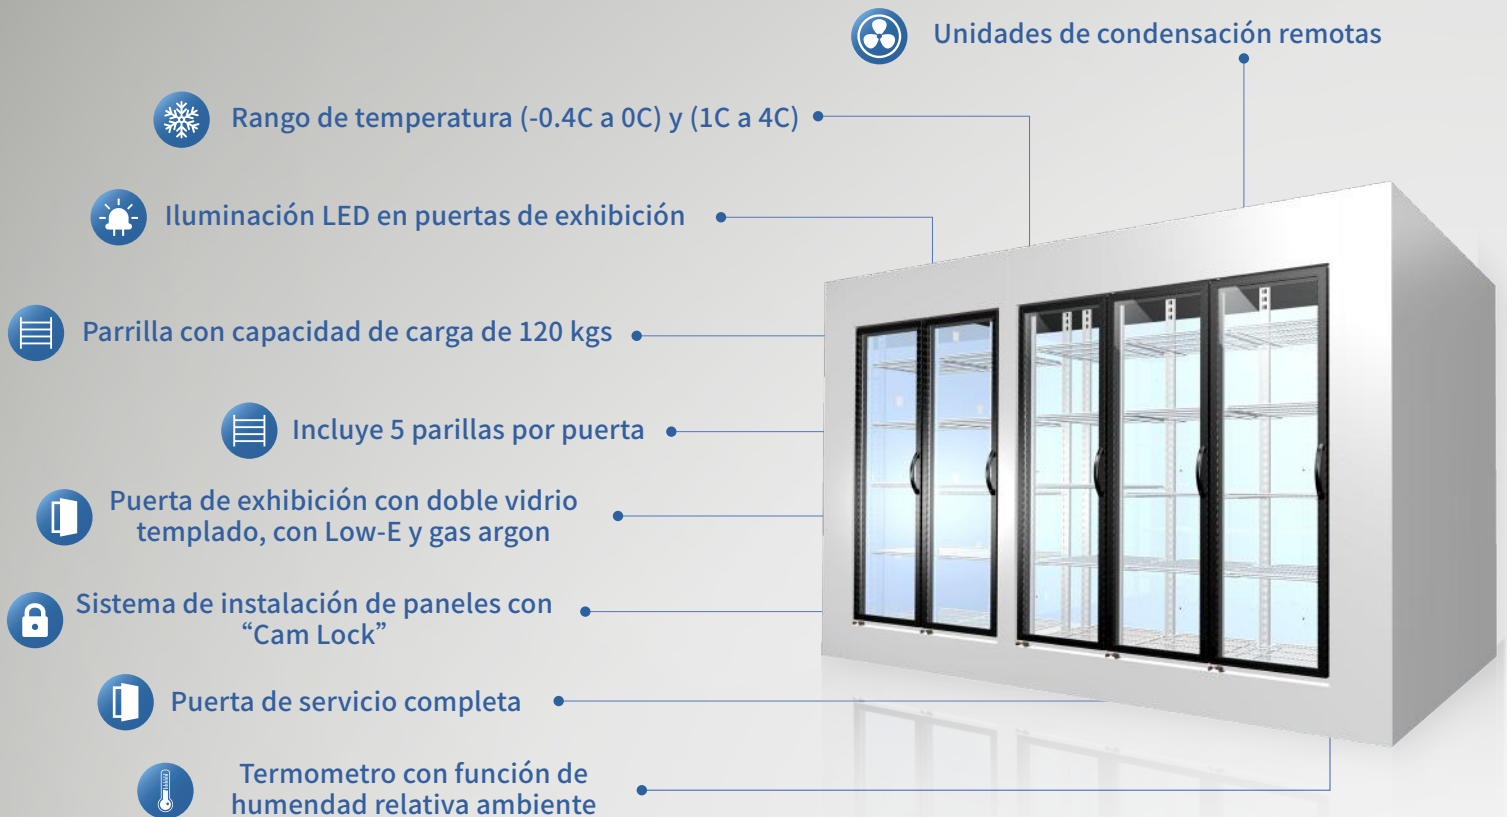 Unidades de condensación remotas
Rango de temperatura (-0.4C a 0C) y (1C a 4C)
Iluminación LED en puertas de exhibición
Parrilla con capacidad de carga de 120 kgs
Incluye 5 parillas por puerta
Puerta de exhibición con doble vidrio
templado, con Low-E y gas argon
Sistema de instalación de paneles con
“Cam Lock”
Puerta de servicio completa
Termometro con función de
humendad relativa ambiente